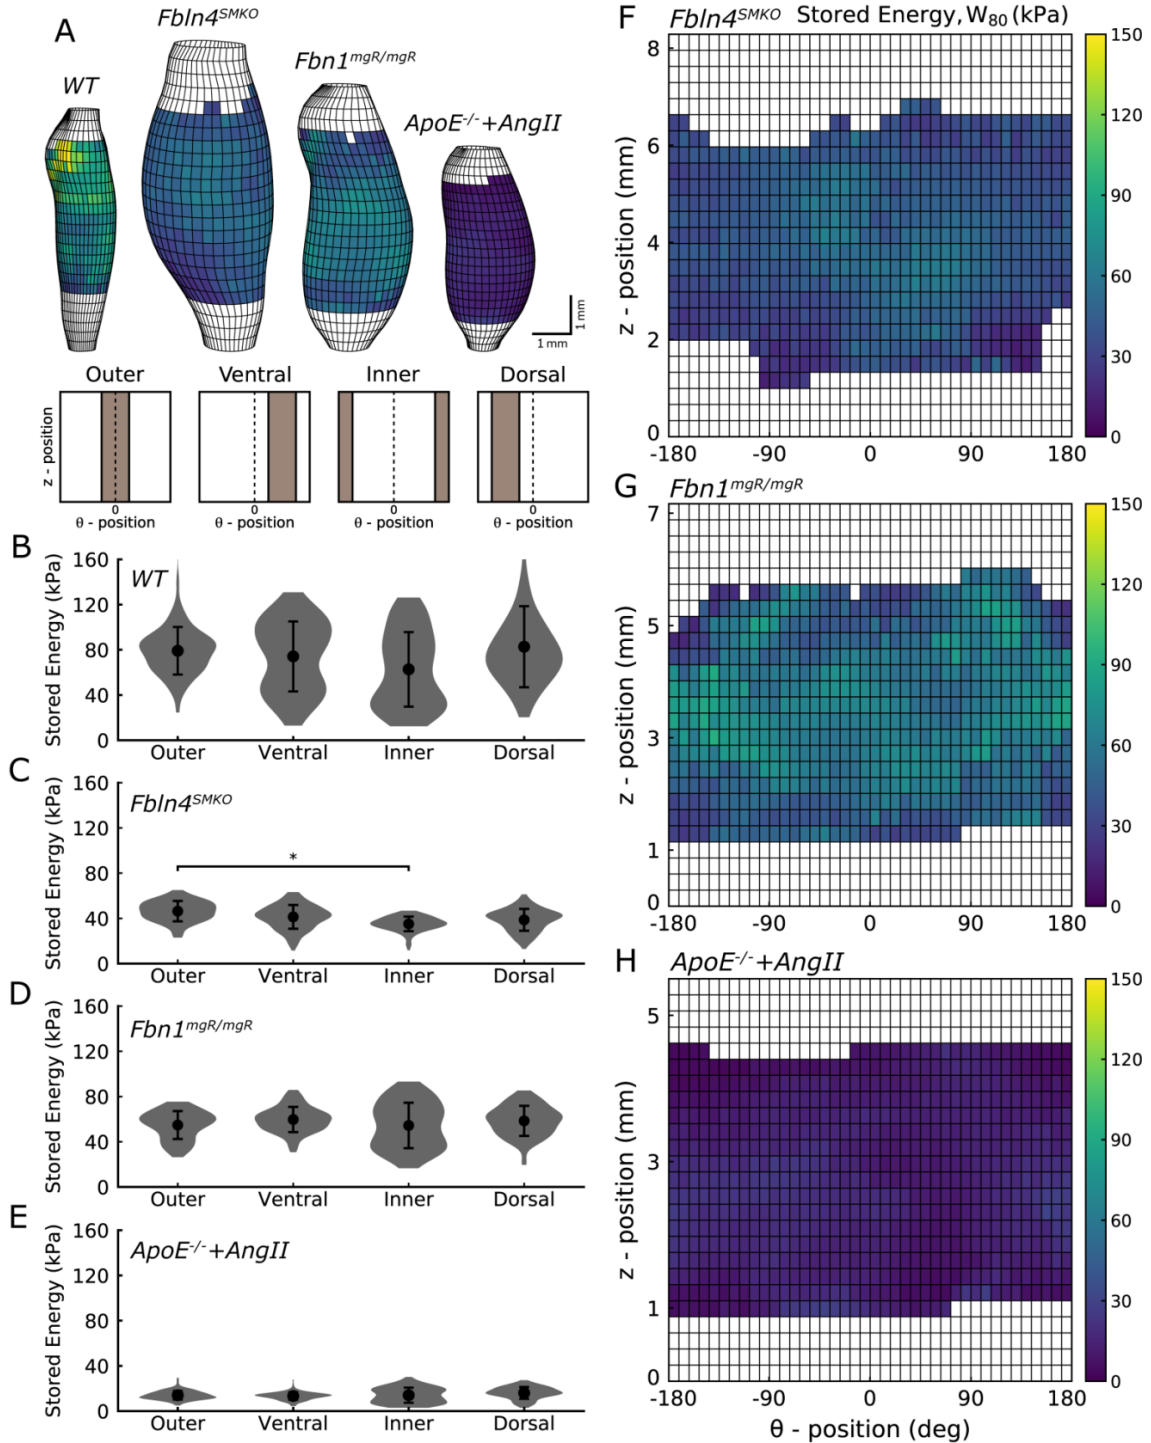 A
WT
Fbln4SMKO
Fbn1mgR/mgR
ApoE-/-+AngII
1 mm
1 mm
Outer
Ventral
Inner
Dorsal
z - position
0
0
0
0
θ - position
θ - position
θ - position
θ - position
B
WT
Stored Energy (kPa)
160
120
80
40
0
Outer
Ventral
Inner
Dorsal
C
Fbln4SMKO
Stored Energy (kPa)
160
120
80
40
0
*
Outer
Ventral
Inner
Dorsal
D
Fbn1mgR/mgR
Stored Energy (kPa)
160
120
80
40
0
Outer
Ventral
Inner
Dorsal
E
ApoE-/-+AngII
Stored Energy (kPa)
160
120
80
40
0
Outer
Ventral
Inner
Dorsal
F
Fbln4SMKO
Stored Energy, W80 (kPa)
z - position (mm)
8
6
4
2
0
-180
-90
0
90
180
150
120
90
60
30
0
G
Fbn1mgR/mgR
z - position (mm)
7
5
3
1
0
-180
-90
0
90
180
150
120
90
60
30
0
H
ApoE-/-+AngII
z - position (mm)
5
3
1
0
-180
-90
0
90
180
θ - position (deg)
150
120
90
60
30
0